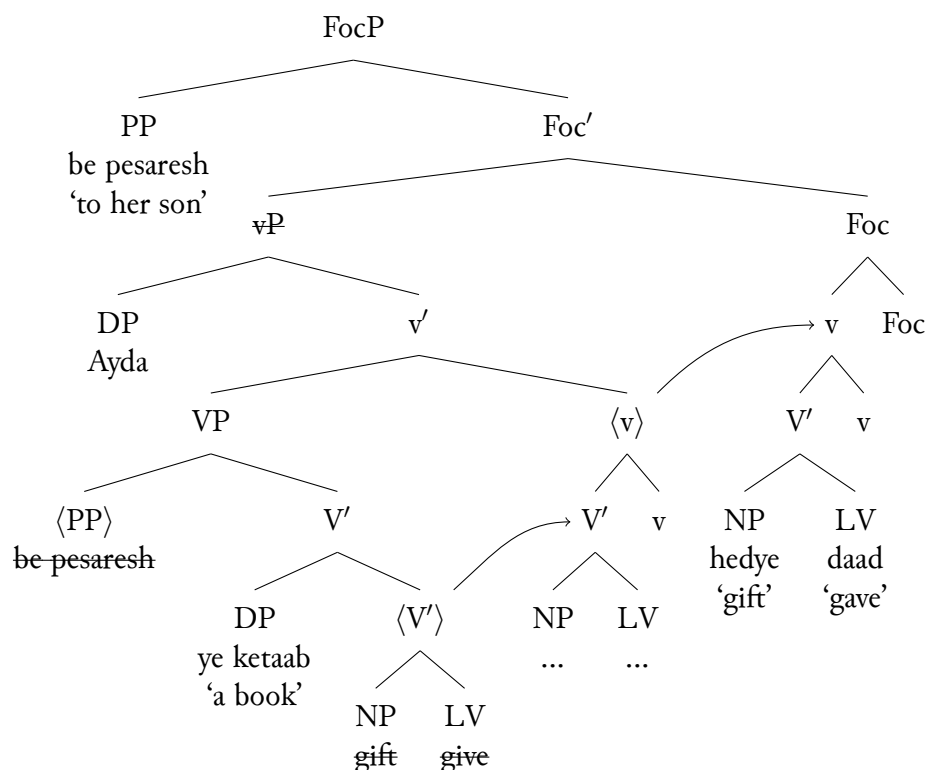 FocP
PP Foc′
be pesaresh
‘to her son’
vP Foc
DP v′ v Foc
Ayda
VP ⟨v⟩ V′ v
⟨PP⟩ V′ V′ v NP LV
be pesaresh hedye daad
‘gift’ ‘gave’
DP ⟨V′⟩ NP LV
ye ketaab ... ...
‘a book’
NP LV
gift give